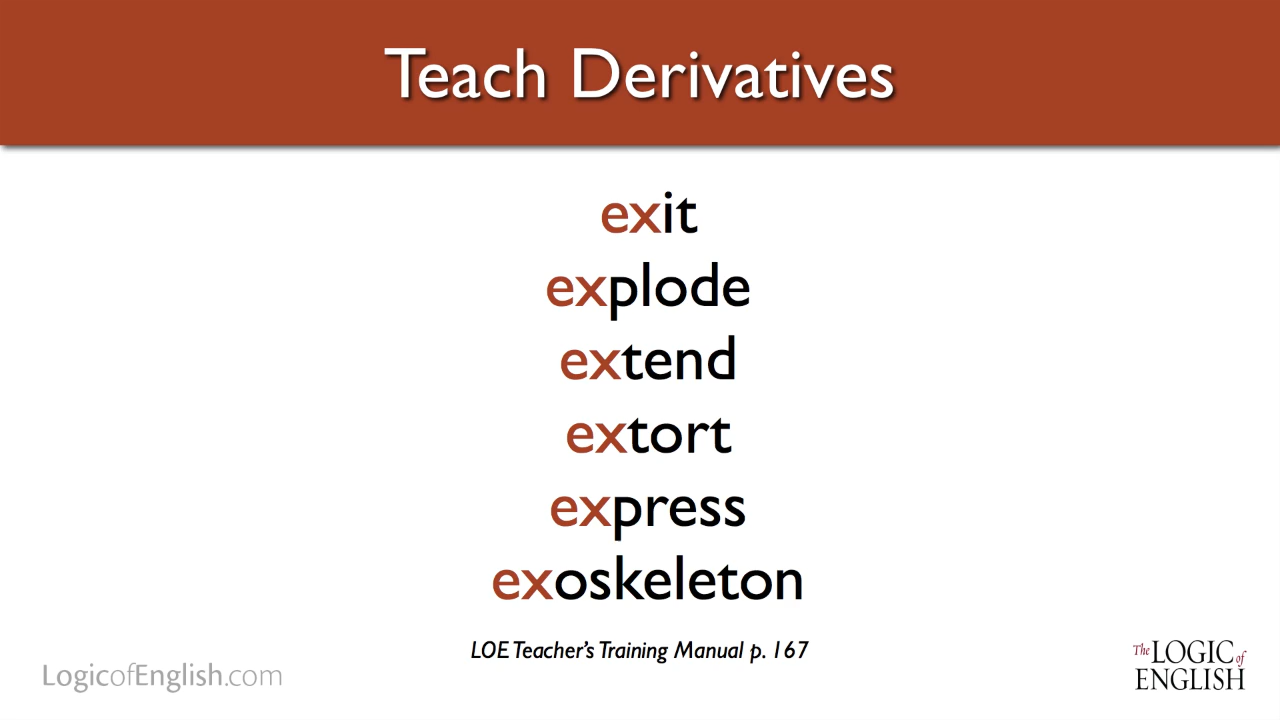 Teach Derivatives
exit
explode
extend
extort
express
exoskeleton
LOE Teacher's Training Manual p. 167
LogicofEnglish.com
The LOGIC of
ENGLISH